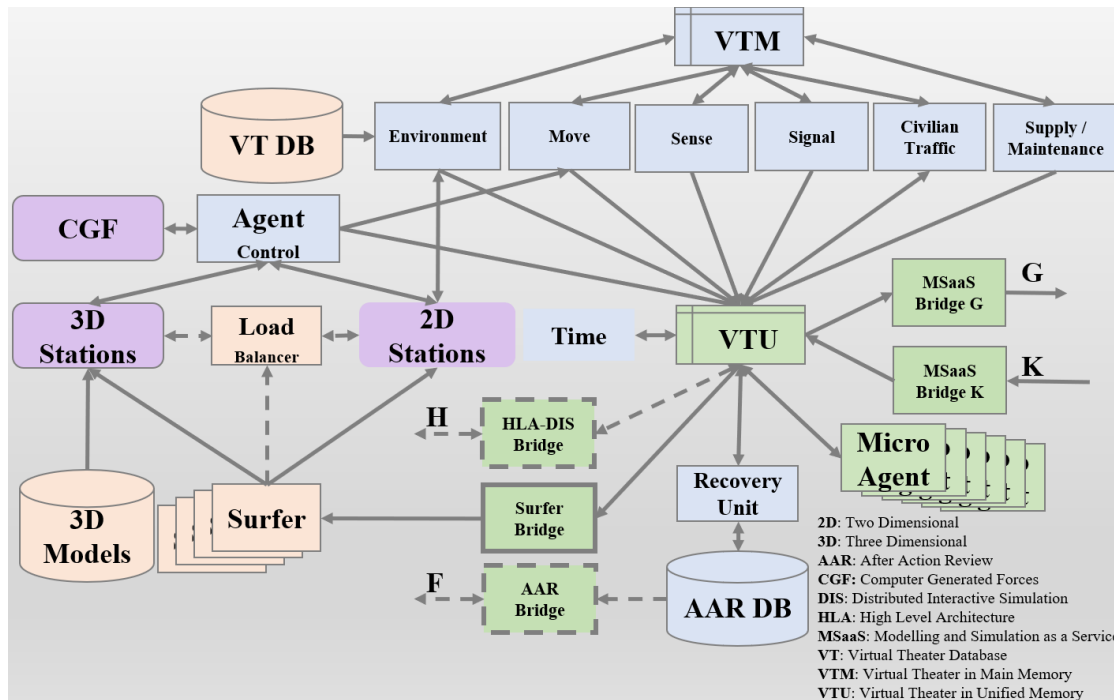 VTM
VT DB
Environment
Move
Sense
Signal
Civilian
Traffic
Supply /
Maintenance
CGF
Agent
Control
3D
Stations
Load
Balancer
2D
Stations
Time
VTU
MSaaS
Bridge G
G
MSaaS
Bridge K
K
H
HLA-DIS
Bridge
Micro
Agent
3D
Models
Surfer
Surfer
Bridge
Recovery
Unit
F
AAR
Bridge
AAR DB
2D: Two Dimensional
3D: Three Dimensional
AAR: After Action Review
CGF: Computer Generated Forces
DIS: Distributed Interactive Simulation
HLA: High Level Architecture
MSaaS: Modelling and Simulation as a Service
VT: Virtual Theater Database
VTM: Virtual Theater in Main Memory
VTU: Virtual Theater in Unified Memory